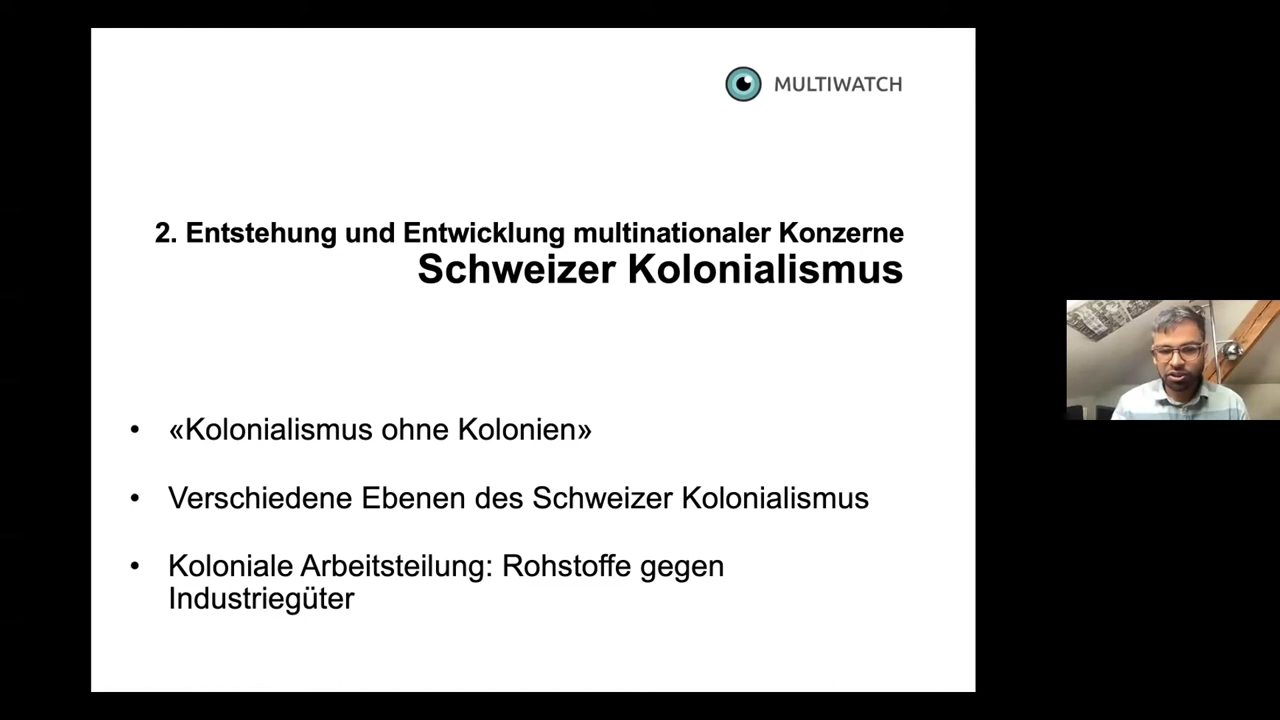 MULTIWATCH
2. Entstehung und Entwicklung multinationaler Konzerne
Schweizer Kolonialismus
• «Kolonialismus ohne Kolonien»
• Verschiedene Ebenen des Schweizer Kolonialismus
• Koloniale Arbeitsteilung: Rohstoffe gegen
Industriegüter